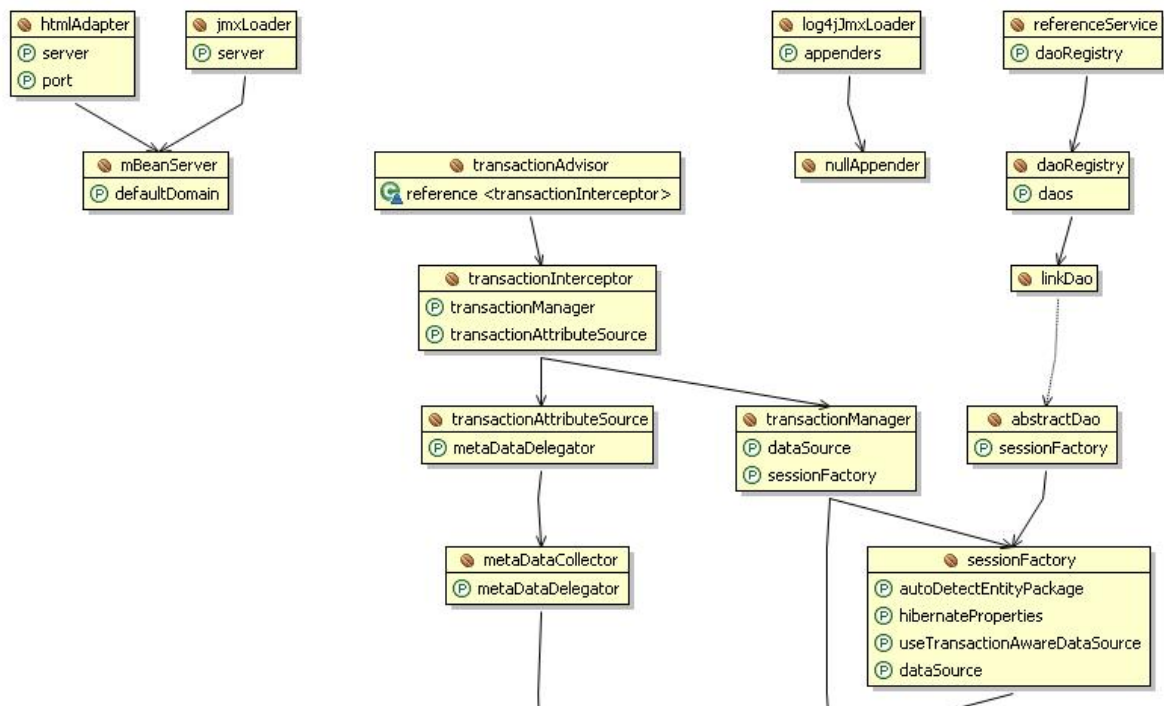 htmlAdapter
server
port
jmxLoader
server
log4jJmxLoader
appenders
referenceService
daoRegistry
mBeanServer
defaultDomain
transactionAdvisor
reference <transactionInterceptor>
nullAppender
daoRegistry
daos
transactionInterceptor
transactionManager
transactionAttributeSource
linkDao
transactionAttributeSource
metaDataDelegator
transactionManager
dataSource
sessionFactory
abstractDao
sessionFactory
metaDataCollector
metaDataDelegator
sessionFactory
autoDetectEntityPackage
hibernateProperties
useTransactionAwareDataSource
dataSource